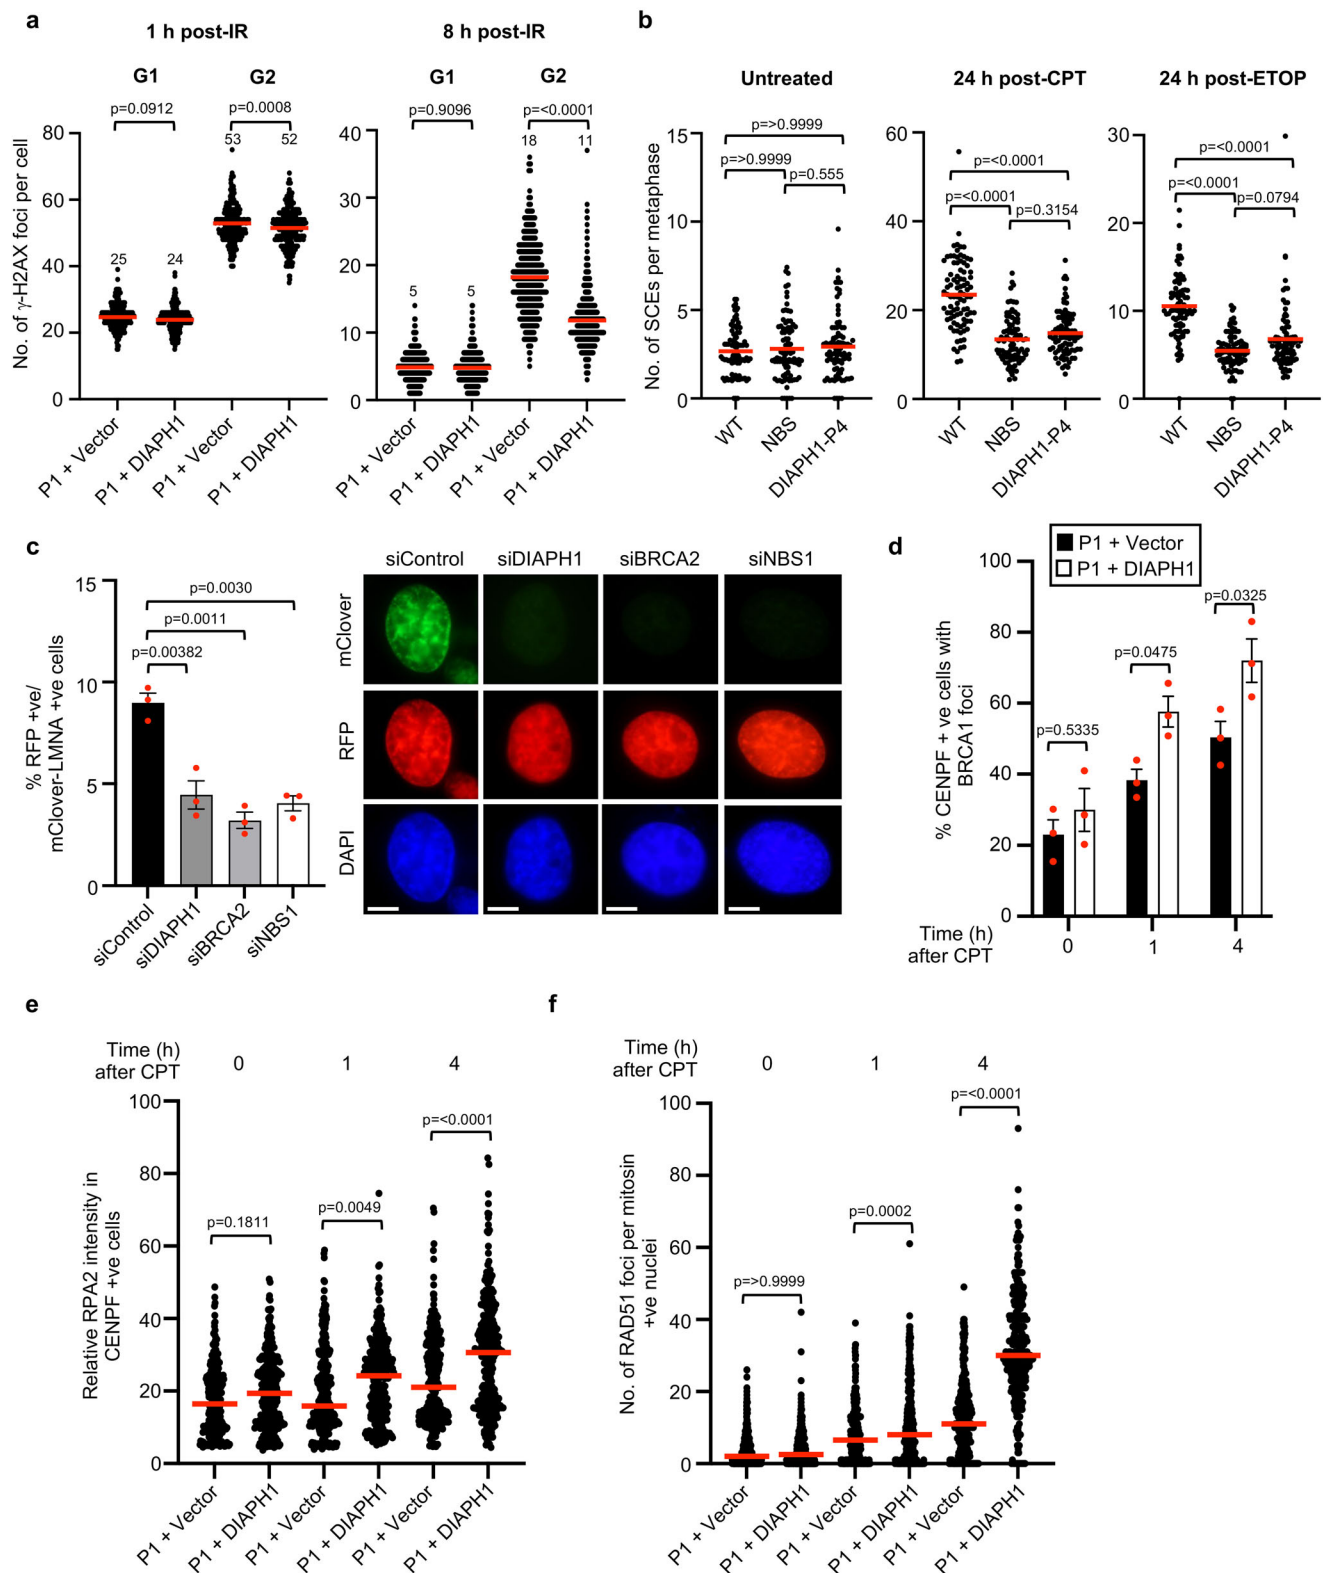 a
1 h post-IR
8 h post-IR
G1
G2
G1
G2
No. of γ-H2AX foci per cell
p=0.0912
p=0.0008
p=0.9096
p=<0.0001
80
60
40
20
0
25
24
53
52
40
30
20
10
0
5
5
18
11
P1 + Vector
P1 + DIAPH1
P1 + Vector
P1 + DIAPH1
P1 + Vector
P1 + DIAPH1
P1 + Vector
P1 + DIAPH1
b
Untreated
24 h post-CPT
24 h post-ETOP
No. of SCEs per metaphase
15
10
5
0
p=>0.9999
p=>0.9999
p=0.555
WT
NBS
DIAPH1-P4
60
40
20
0
p=<0.0001
p=<0.0001
p=0.3154
WT
NBS
DIAPH1-P4
30
20
10
0
p=<0.0001
p=<0.0001
p=0.0794
WT
NBS
DIAPH1-P4
c
% RFP +ve/
mClover-LMNA +ve cells
15
10
5
0
p=0.0030
p=0.0011
p=0.00382
siControl
siDIAPH1
siBRCA2
siNBS1
siControl
siDIAPH1
siBRCA2
siNBS1
mClover
RFP
DAPI
d
P1 + Vector
P1 + DIAPH1
% CENPF + ve cells with
BRCA1 foci
100
80
60
40
20
0
p=0.5335
p=0.0475
p=0.0325
Time (h)
after CPT
0
1
4
e
Time (h)
after CPT
0
1
4
Relative RPA2 intensity in
CENPF +ve cells
100
80
60
40
20
0
p=0.1811
p=0.0049
p=<0.0001
P1 + Vector
P1 + DIAPH1
P1 + Vector
P1 + DIAPH1
P1 + Vector
P1 + DIAPH1
f
Time (h)
after CPT
0
1
4
No. of RAD51 foci per mitosin
+ve nuclei
100
80
60
40
20
0
p=>0.9999
p=0.0002
p=<0.0001
P1 + Vector
P1 + DIAPH1
P1 + Vector
P1 + DIAPH1
P1 + Vector
P1 + DIAPH1